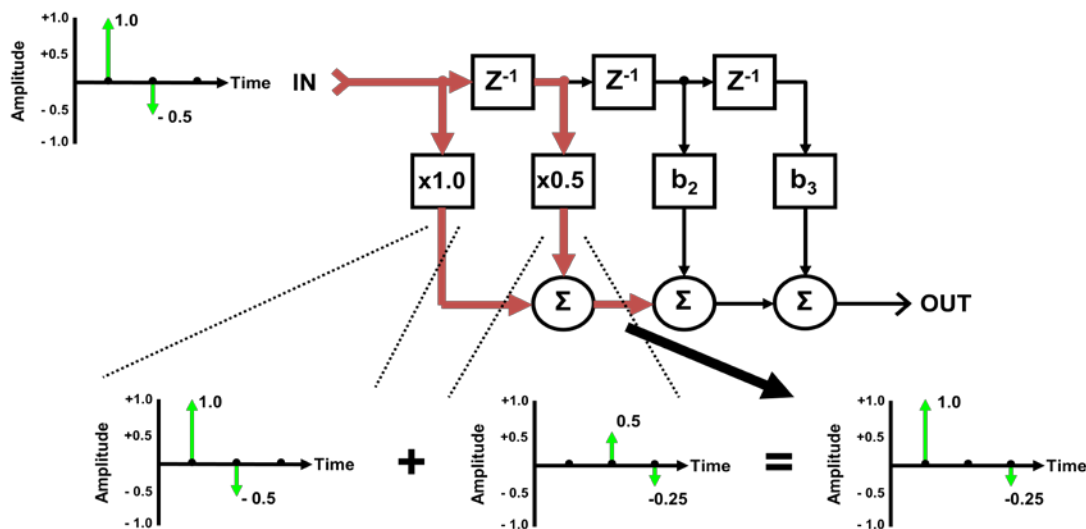 +1.0
1.0
+0.5
Amplitude
Time
- 0.5
- 0.5
- 1.0
IN
Z-1
Z-1
Z-1
x1.0
x0.5
b2
b3
Σ
Σ
Σ
OUT
+1.0
1.0
+0.5
Amplitude
Time
- 0.5
- 0.5
- 1.0
+
+1.0
0.5
+0.5
Amplitude
Time
- 0.5
-0.25
- 1.0
=
+1.0
1.0
+0.5
Amplitude
Time
- 0.5
-0.25
- 1.0